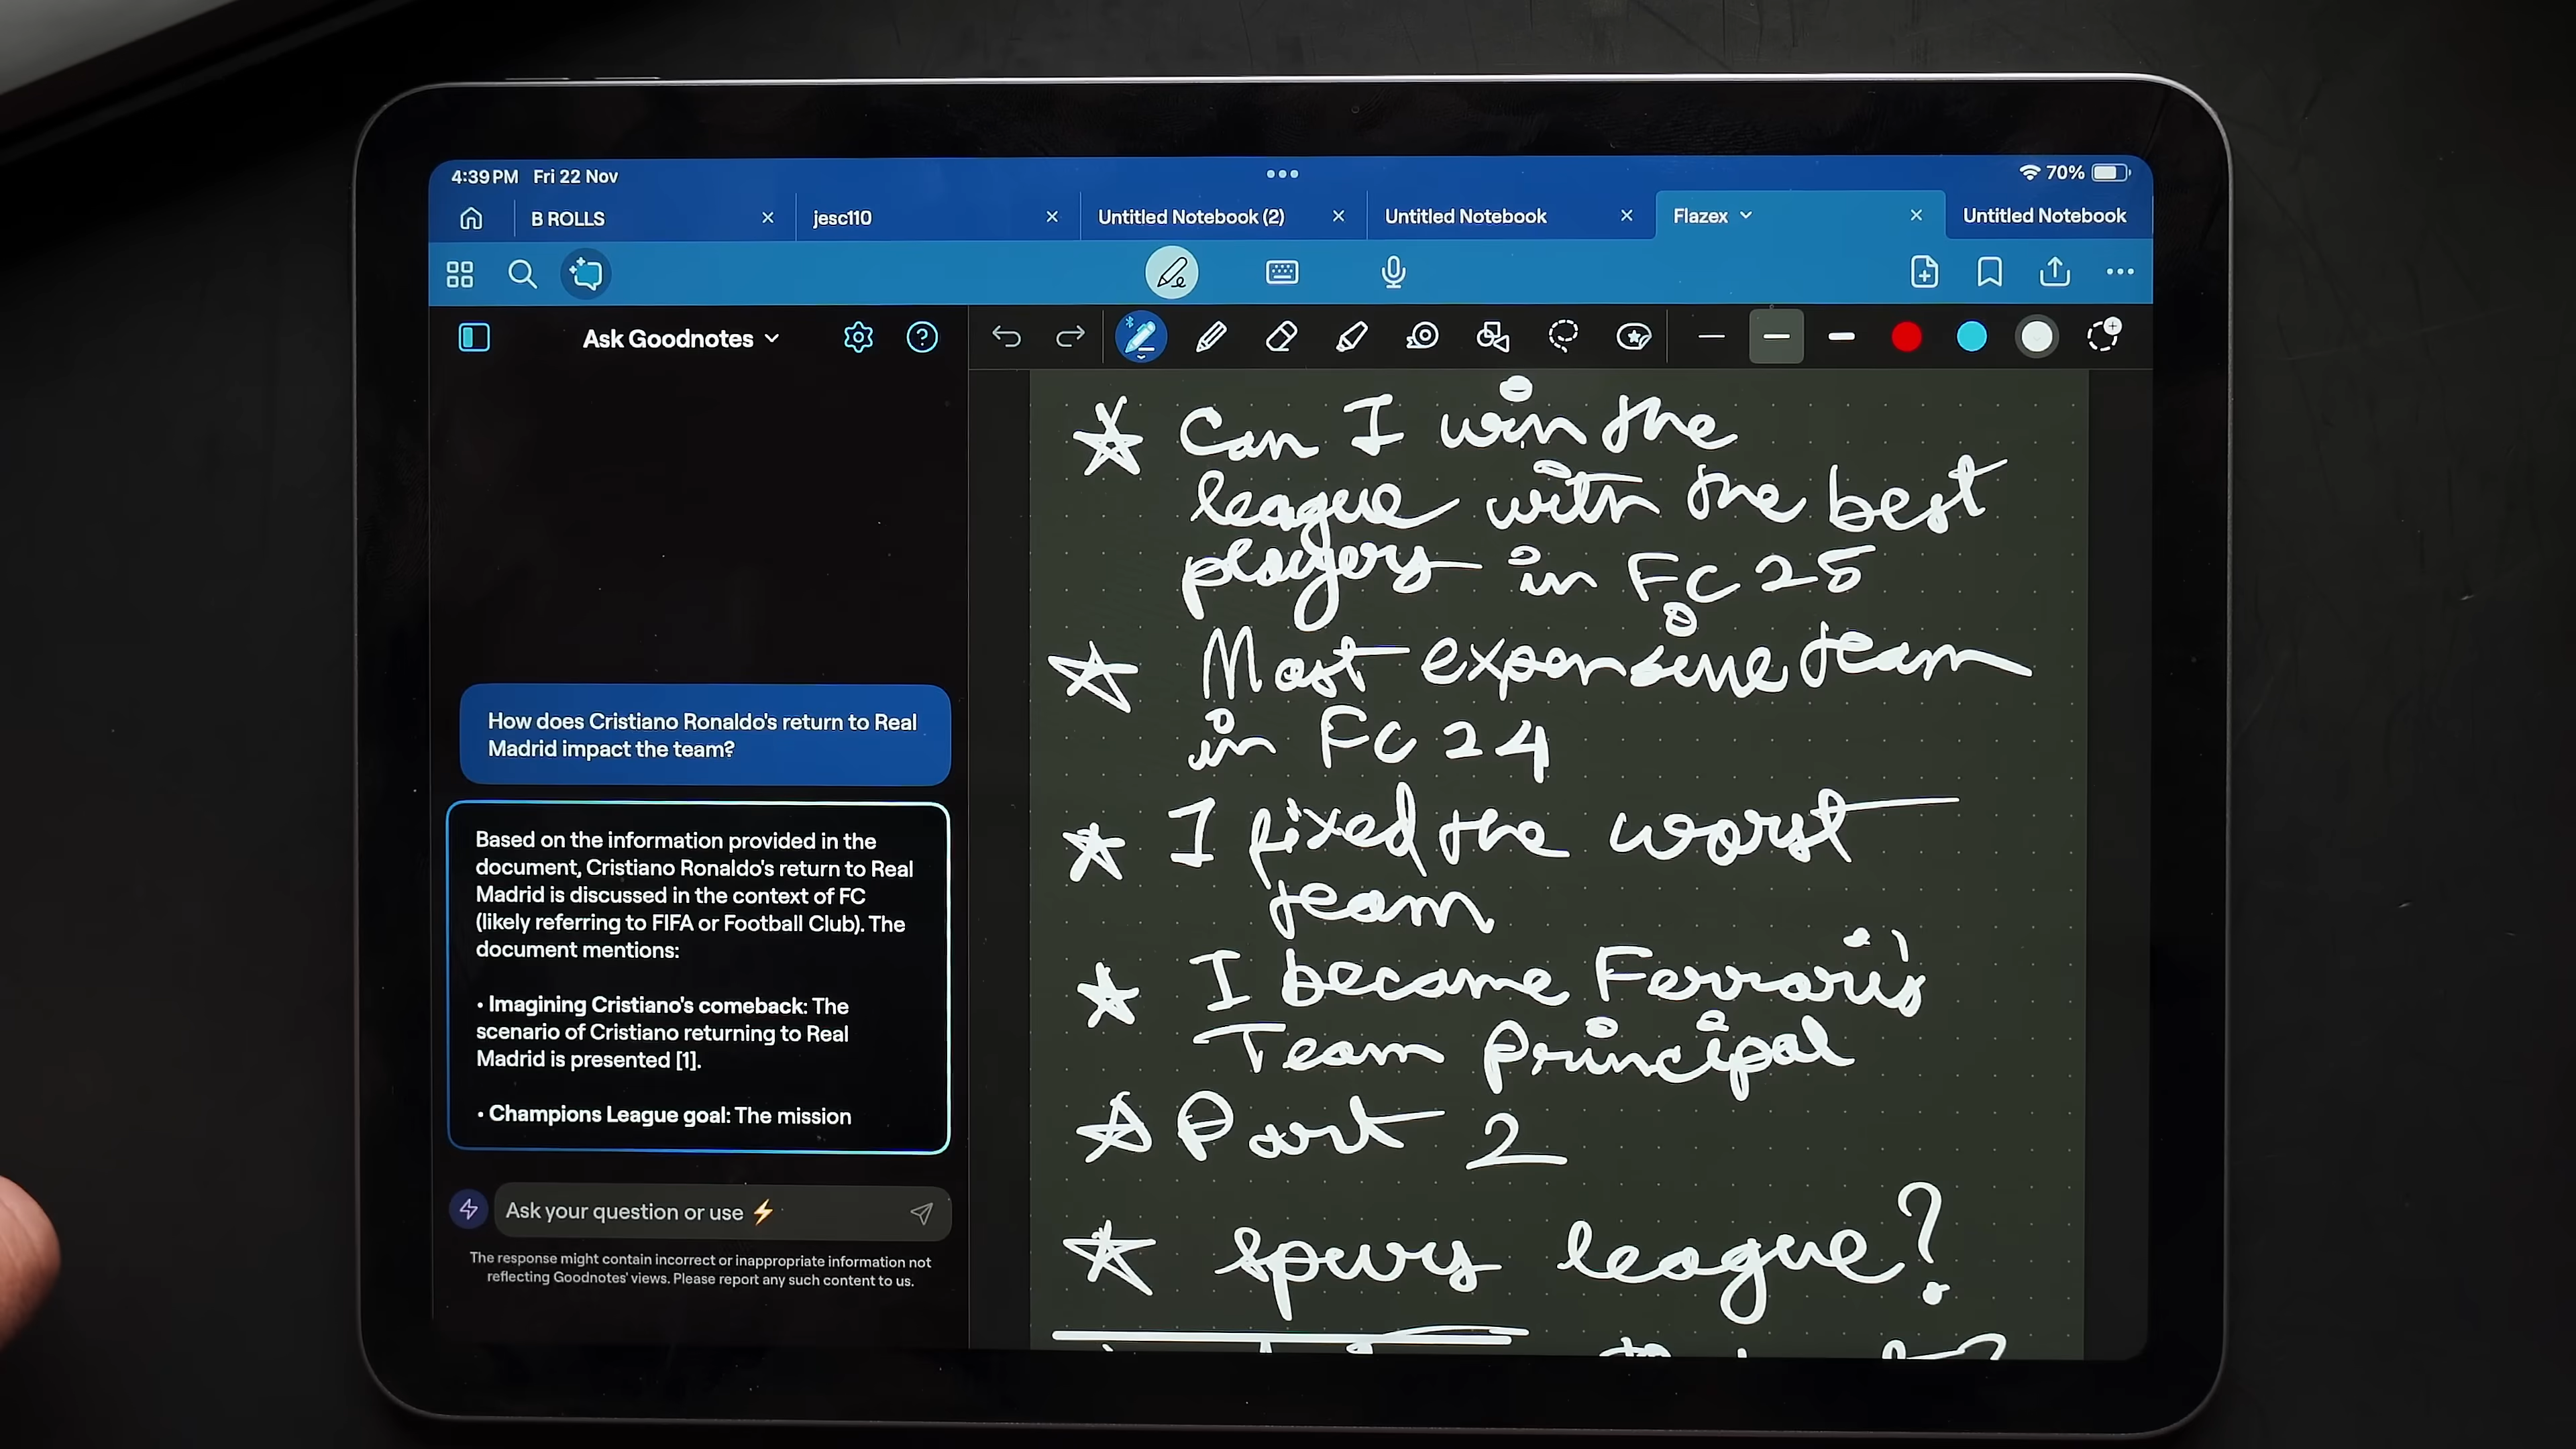 4:39 PM Fri 22 Nov
70%
B ROLLS
jesc110
Untitled Notebook (2)
Untitled Notebook
Flazex
Untitled Notebook
Ask Goodnotes
How does Cristiano Ronaldo's return to Real
Madrid impact the team?
Based on the information provided in the
document, Cristiano Ronaldo's return to Real
Madrid is discussed in the context of FC
(likely referring to FIFA or Football Club). The
document mentions:
• Imagining Cristiano's comeback: The
scenario of Cristiano returning to Real
Madrid is presented [1].
• Champions League goal: The mission
Ask your question or use ⚡
The response might contain incorrect or inappropriate information not
reflecting Goodnotes' views. Please report any such content to us.
Can I win the
league with the best
players in FC 25
Most expensive team
in FC 24
I fixed the worst
team
I became Ferrari's
Team Principal
Part 2
spurs league?